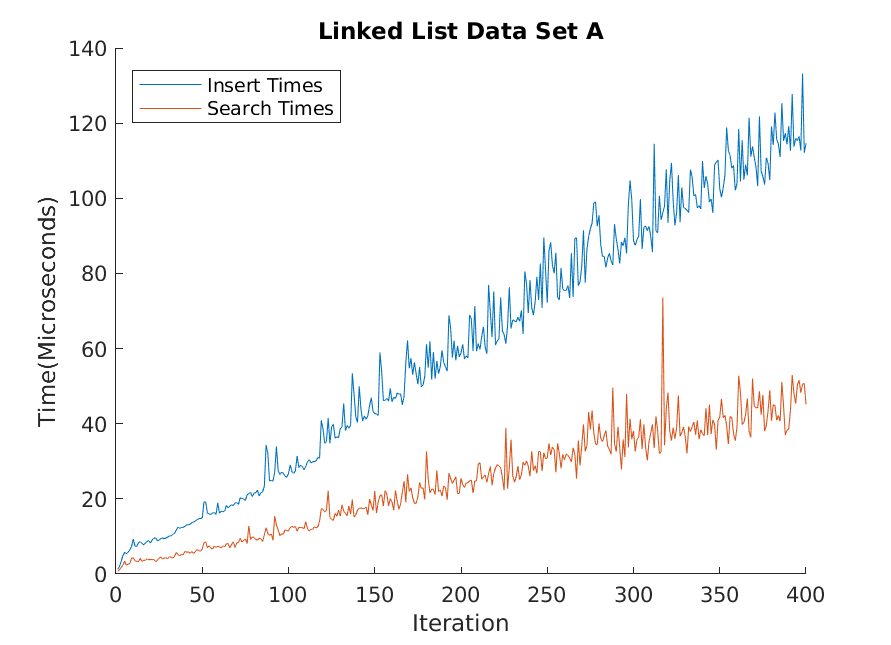 Linked List Data Set A
140
120
100
80
60
40
20
0
Time(Microseconds)
Insert Times
Search Times
0 50 100 150 200 250 300 350 400
Iteration